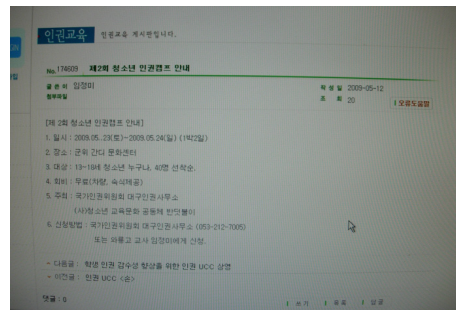 인권교육 인권교육 게시판입니다.
No.174609 제2회 청소년 인권캠프 안내
글쓴이 임정미 작성일 2009-05-12
첨부파일 조 회 20
[제 2회 청소년 인권캠프 안내]
1. 일시 : 2009.05..23(토)~2009.05.24(일) (1박2일)
2. 장소 : 군위 간디 문화센터
3. 대상 : 13~18세 청소년 누구나, 40명 선착순.
4. 회비 : 무료(차량, 숙식제공)
5. 주최 : 국가인권위원회 대구인권사무소
(사)청소년 교육문화 공동체 반딧불이
6. 신청방법 : 국가인권위원회 대구인권사무소 (053-212-7005)
또는 와룡고 교사 임정미에게 신청.
- 다음글 : 학생 인권 감수성 향상을 위한 인권 UCC 상영
- 이전글 : 인권 UCC <손>
댓글 : 0
| 쓰기 | 목록 | 답글